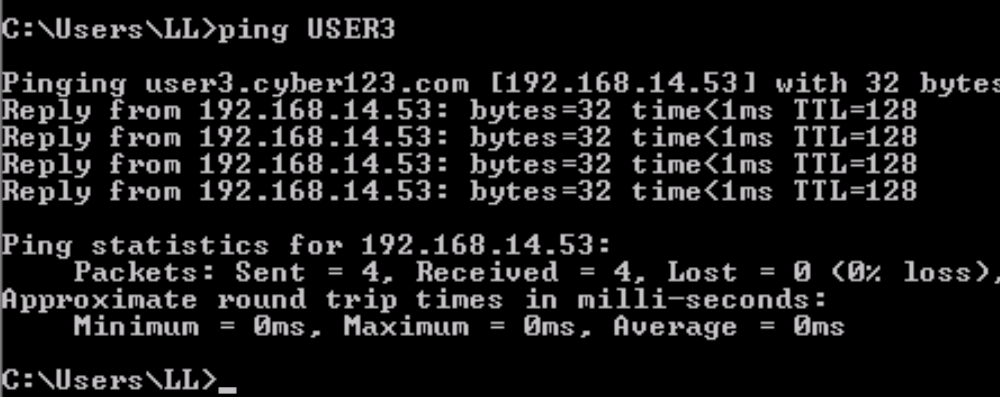 C:\Users\LL>ping USER3
Pinging user3.cyber123.com [192.168.14.53] with 32 bytes
Reply from 192.168.14.53: bytes=32 time<1ms TTL=128
Reply from 192.168.14.53: bytes=32 time<1ms TTL=128
Reply from 192.168.14.53: bytes=32 time<1ms TTL=128
Reply from 192.168.14.53: bytes=32 time<1ms TTL=128
Ping statistics for 192.168.14.53:
Packets: Sent = 4, Received = 4, Lost = 0 (0% loss),
Approximate round trip times in milli-seconds:
Minimum = 0ms, Maximum = 0ms, Average = 0ms
C:\Users\LL>_